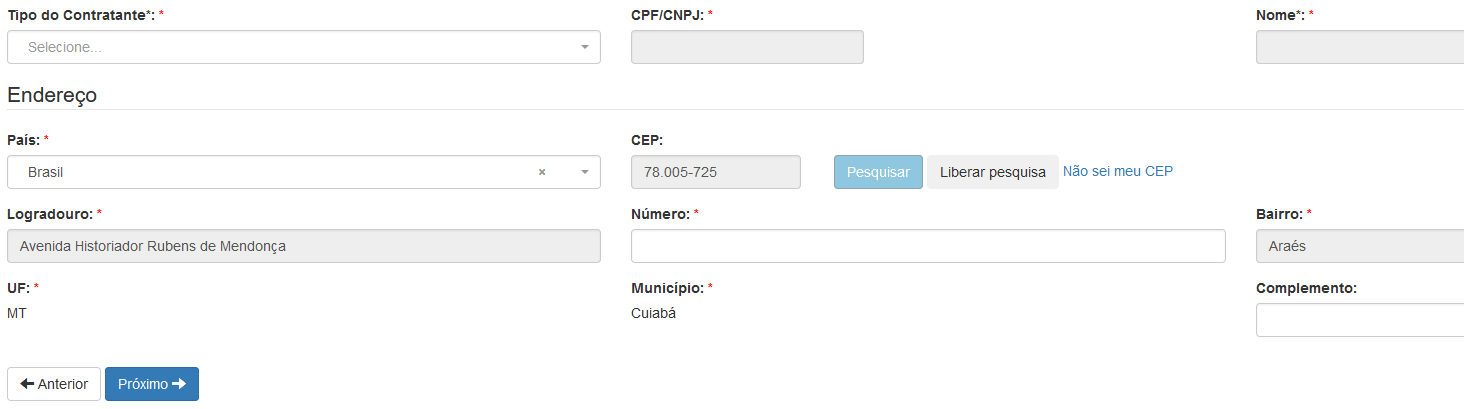 Tipo do Contratante*: * CPF/CNPJ: * Nome*: *
Selecione...
Endereço
País: * CEP:
Brasil × 78.005-725 Pesquisar Liberar pesquisa Não sei meu CEP
Logradouro: * Número: * Bairro: *
Avenida Historiador Rubens de Mendonça Araés
UF: * Município: * Complemento:
MT Cuiabá
Anterior Próximo